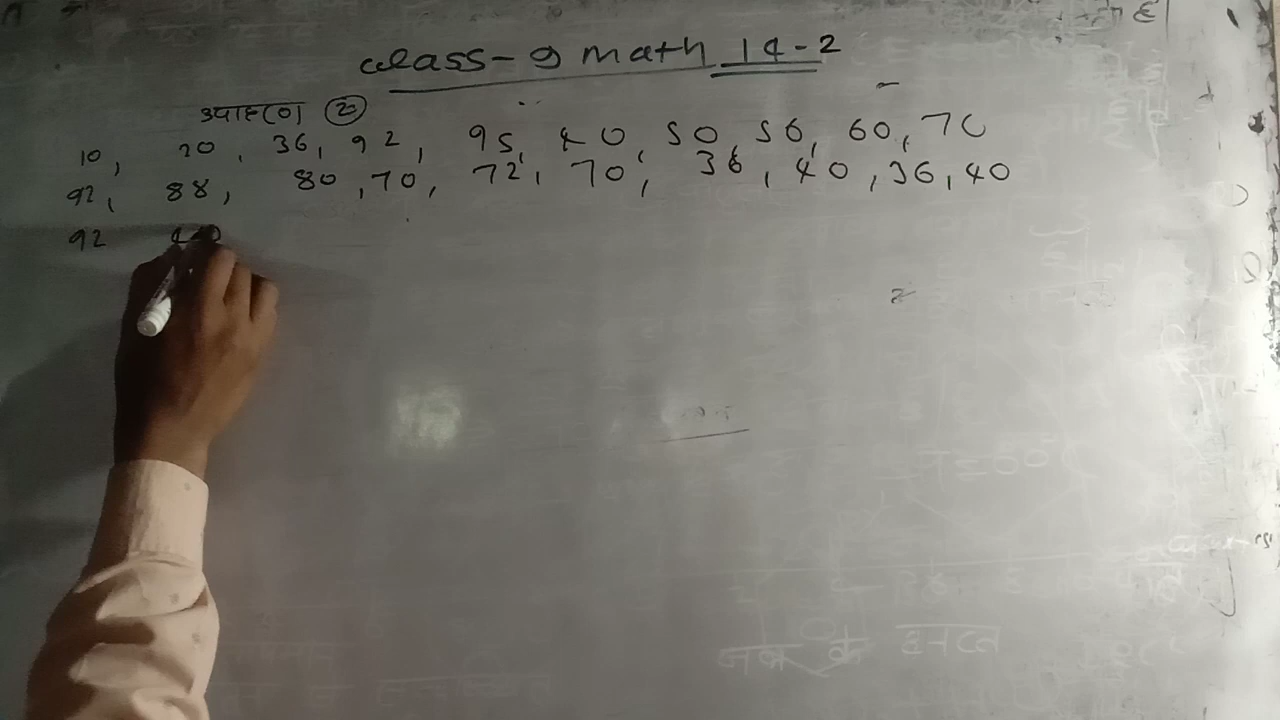 class-9 math 14-2
उदाह(ण) ②
10, 20, 36, 92, 95, 40, 50, 56, 60, 70
92, 88, 80, 70, 72, 70, 36, 40, 36, 40
92 40